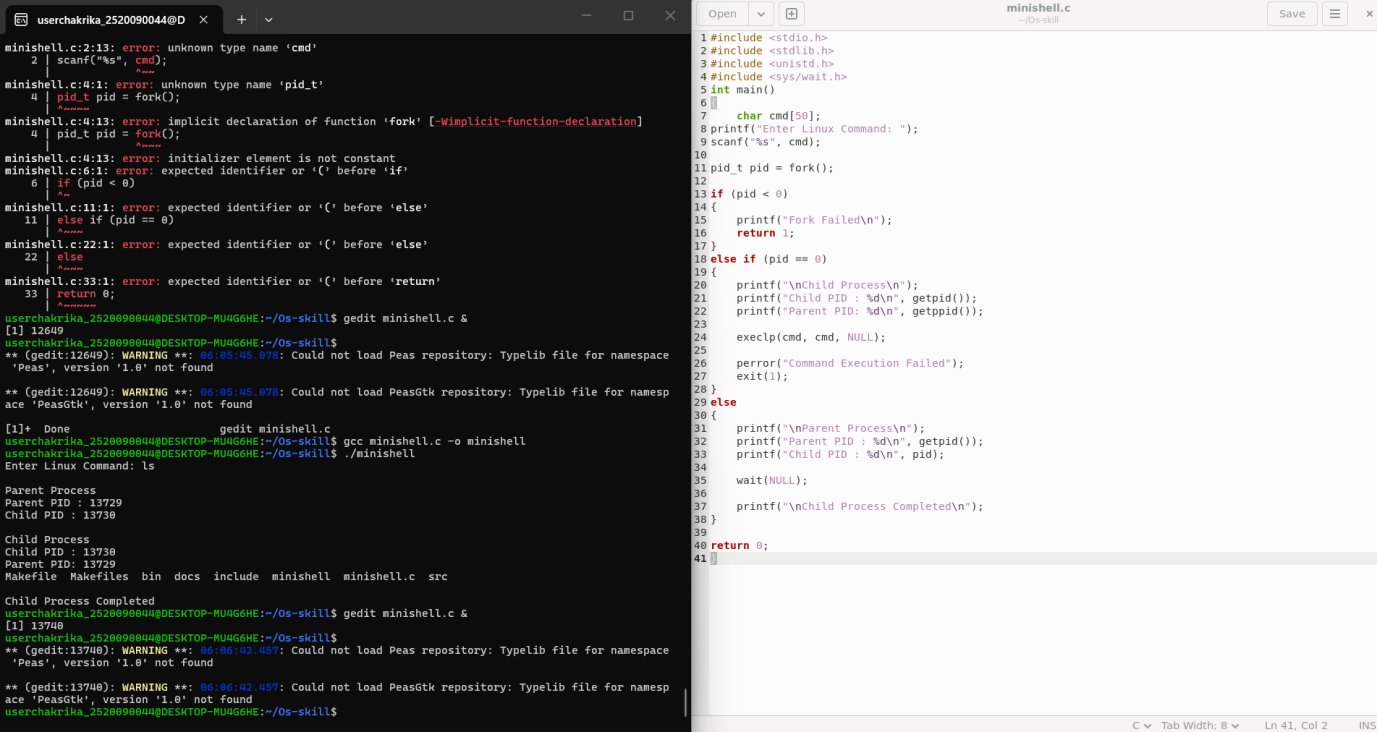 userchakrika_2520090044@D
minishell.c:2:13: error: unknown type name ‘cmd’
    2 | scanf("%s", cmd);
      |             ^~~
minishell.c:4:1: error: unknown type name ‘pid_t’
    4 | pid_t pid = fork();
      | ^~~~~
minishell.c:4:13: error: implicit declaration of function ‘fork’ [-Wimplicit-function-declaration]
    4 | pid_t pid = fork();
      |             ^~~~
minishell.c:4:13: error: initializer element is not constant
minishell.c:6:1: error: expected identifier or ‘(’ before ‘if’
    6 | if (pid < 0)
      | ^~
minishell.c:11:1: error: expected identifier or ‘(’ before ‘else’
   11 | else if (pid == 0)
      | ^~~~
minishell.c:22:1: error: expected identifier or ‘(’ before ‘else’
   22 | else
      | ^~~~
minishell.c:33:1: error: expected identifier or ‘(’ before ‘return’
   33 | return 0;
      | ^~~~~~
userchakrika_2520090044@DESKTOP-MU4G6HE:~/Os-skill$ gedit minishell.c &
[1] 12649
userchakrika_2520090044@DESKTOP-MU4G6HE:~/Os-skill$
** (gedit:12649): WARNING **: 06:05:45.078: Could not load Peas repository: Typelib file for namespace
 'Peas', version '1.0' not found

** (gedit:12649): WARNING **: 06:05:45.078: Could not load PeasGtk repository: Typelib file for namesp
ace 'PeasGtk', version '1.0' not found

[1]+  Done                       gedit minishell.c
userchakrika_2520090044@DESKTOP-MU4G6HE:~/Os-skill$ gcc minishell.c -o minishell
userchakrika_2520090044@DESKTOP-MU4G6HE:~/Os-skill$ ./minishell
Enter Linux Command: ls

Parent Process
Parent PID : 13729
Child PID : 13730

Child Process
Child PID : 13730
Parent PID: 13729
Makefile  Makefiles  bin  docs  include  minishell  minishell.c  src

Child Process Completed
userchakrika_2520090044@DESKTOP-MU4G6HE:~/Os-skill$ gedit minishell.c &
[1] 13740
userchakrika_2520090044@DESKTOP-MU4G6HE:~/Os-skill$
** (gedit:13740): WARNING **: 06:06:42.457: Could not load Peas repository: Typelib file for namespace
 'Peas', version '1.0' not found

** (gedit:13740): WARNING **: 06:06:42.457: Could not load PeasGtk repository: Typelib file for namesp
ace 'PeasGtk', version '1.0' not found
userchakrika_2520090044@DESKTOP-MU4G6HE:~/Os-skill$
Open
minishell.c
~/Os-skill
Save
1 #include <stdio.h>
2 #include <stdlib.h>
3 #include <unistd.h>
4 #include <sys/wait.h>
5 int main()
6 {
7     char cmd[50];
8 printf("Enter Linux Command: ");
9 scanf("%s", cmd);
10
11 pid_t pid = fork();
12
13 if (pid < 0)
14 {
15     printf("Fork Failed\n");
16     return 1;
17 }
18 else if (pid == 0)
19 {
20     printf("\nChild Process\n");
21     printf("Child PID : %d\n", getpid());
22     printf("Parent PID: %d\n", getppid());
23
24     execlp(cmd, cmd, NULL);
25
26     perror("Command Execution Failed");
27     exit(1);
28 }
29 else
30 {
31     printf("\nParent Process\n");
32     printf("Parent PID : %d\n", getpid());
33     printf("Child PID : %d\n", pid);
34
35     wait(NULL);
36
37     printf("\nChild Process Completed\n");
38 }
39
40 return 0;
41 }
C Tab Width: 8 Ln 41, Col 2 INS